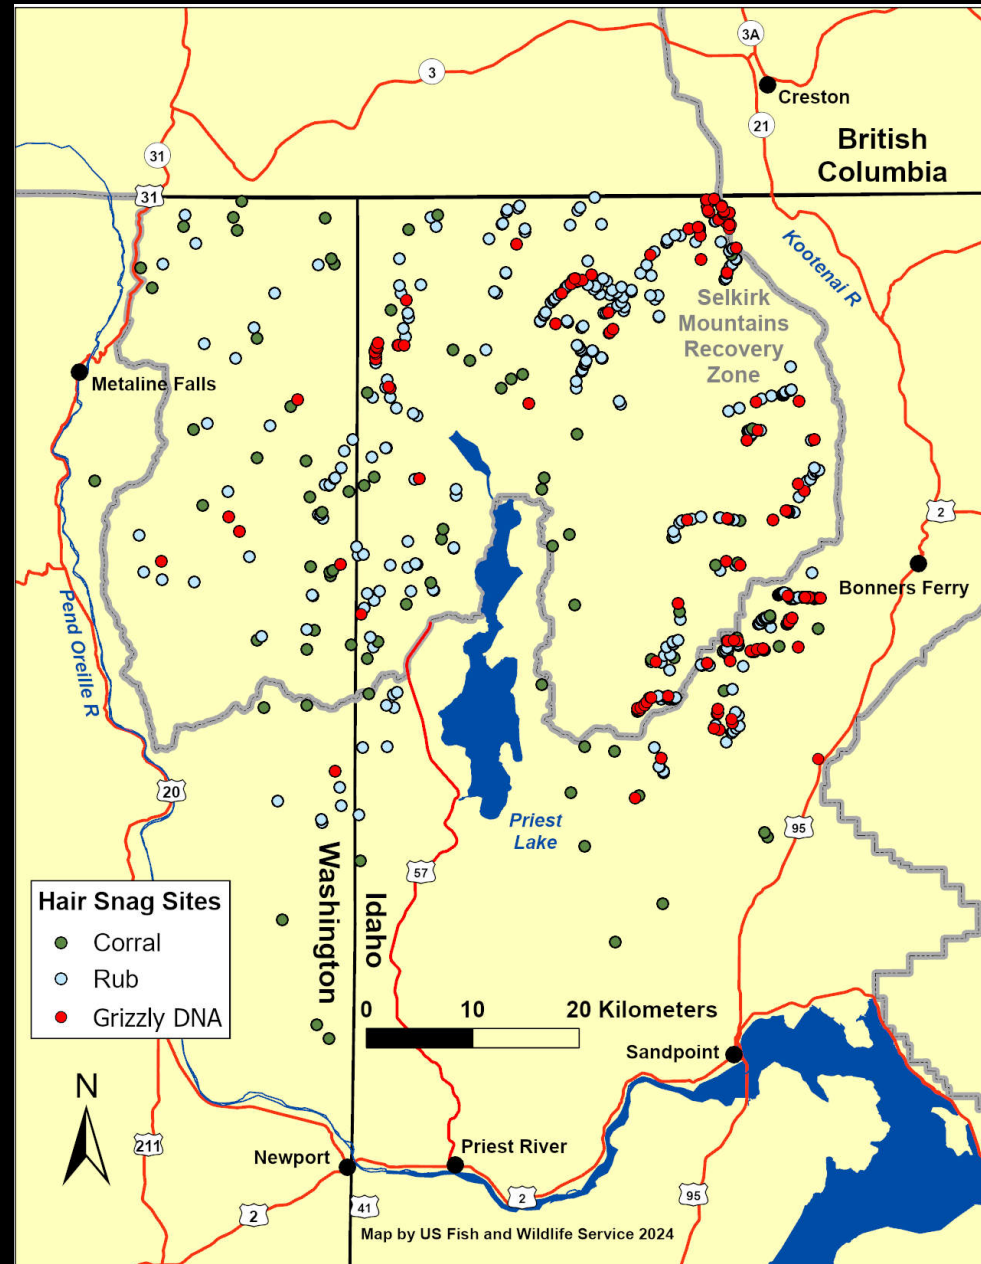 3A
3
Creston
21
British
Columbia
31
31
Kootenai R
Selkirk
Mountains
Recovery
Zone
Metaline Falls
2
Bonners Ferry
Pend Oreille R
20
Priest
Lake
95
57
Washington
Idaho
Hair Snag Sites
Corral
Rub
Grizzly DNA
0 10 20 Kilometers
Sandpoint
N
211
Newport
Priest River
2
41
2
95
Map by US Fish and Wildlife Service 2024